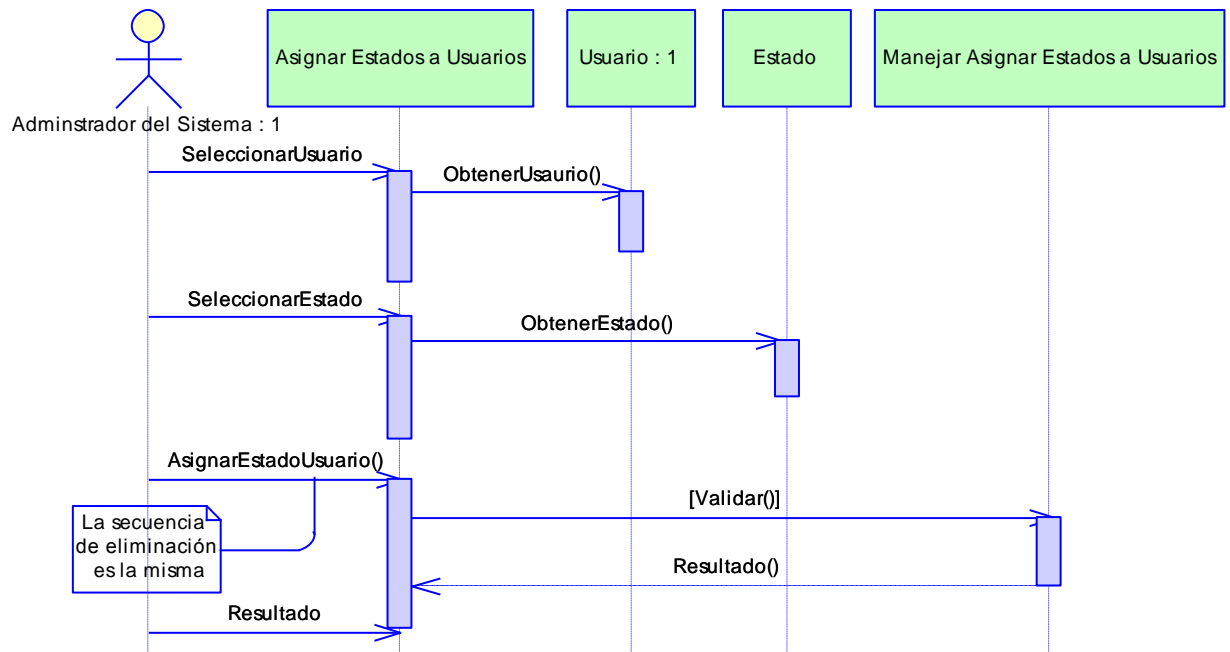 Asignar Estados a Usuarios
Usuario : 1
Estado
Manejar Asignar Estados a Usuarios
Adminstrador del Sistema : 1
SeleccionarUsuario
ObtenerUsaurio()
SeleccionarEstado
ObtenerEstado()
AsignarEstadoUsuario()
[Validar()]
La secuencia
de eliminación
es la misma
Resultado()
Resultado